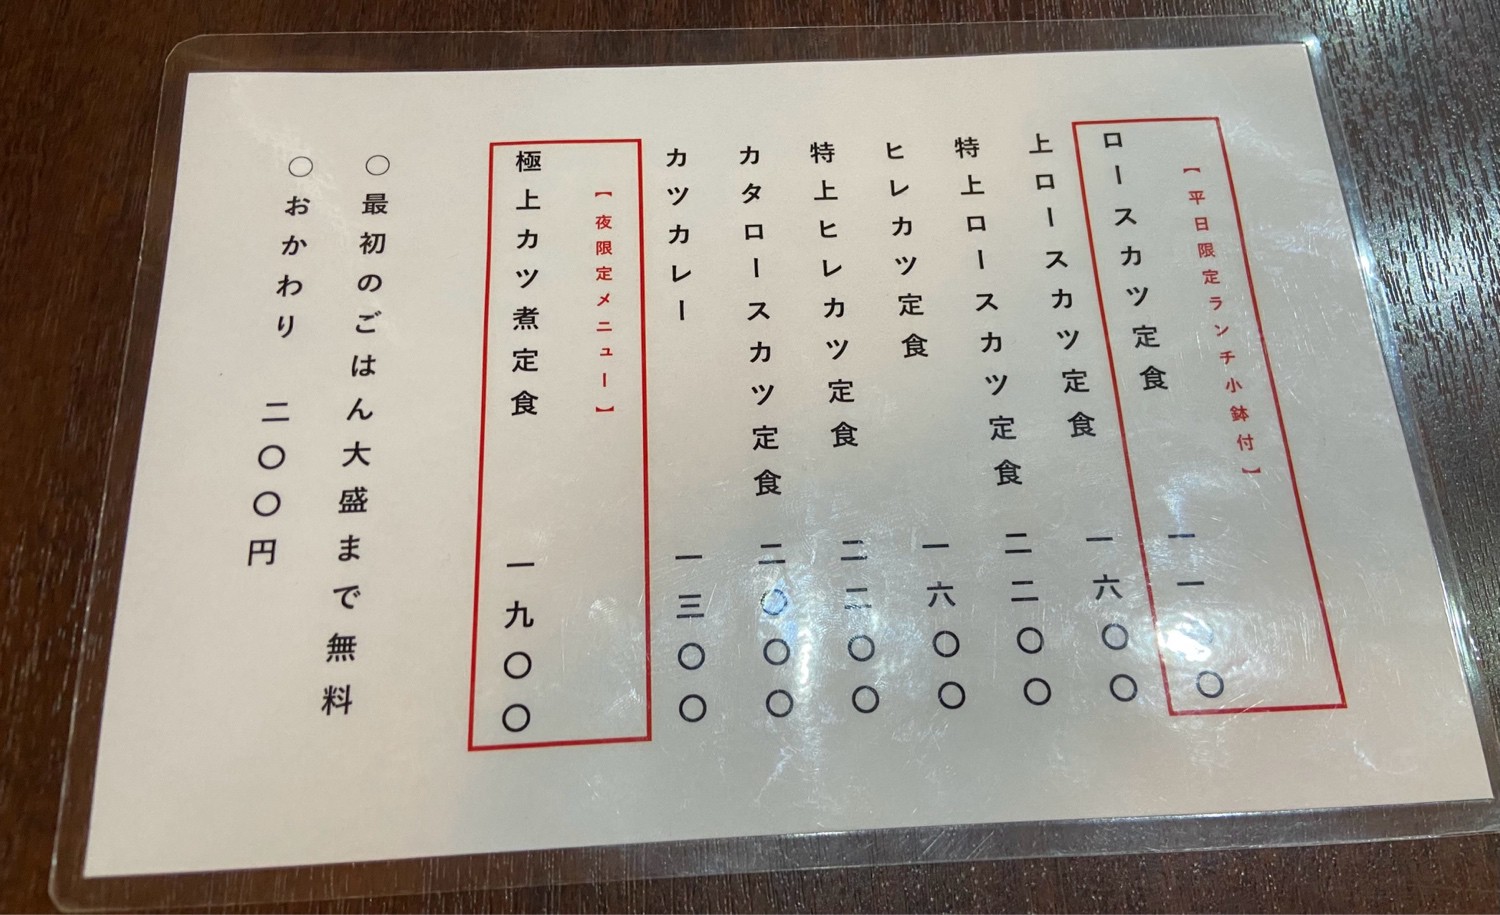 【平日限定ランチ小鉢付】
ロースカツ定食 一一〇〇
上ロースカツ定食 一六〇〇
特上ロースカツ定食 二二〇〇
ヒレカツ定食 一六〇〇
特上ヒレカツ定食 二二〇〇
カタロースカツ定食 二〇〇〇
カツカレー 一三〇〇
【夜限定メニュー】
極上カツ煮定食 一九〇〇
〇最初のごはん大盛まで無料
〇おかわり 二〇〇円